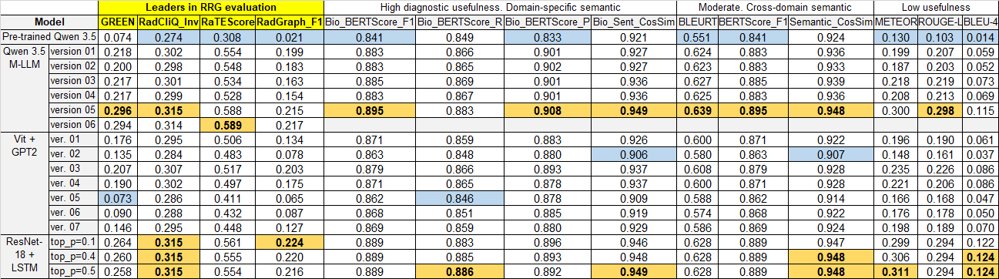 Model Leaders in RRG evaluation High diagnostic usefulness. Domain-specific semantic Moderate. Cross-domain semantic Low usefulness
GREEN RadCliQ_Inv RaTEScore RadGraph_F1 Bio_BERTScore_F1 Bio_BERTScore_R Bio_BERTScore_P Bio_Sent_CosSim BLEURT BERTScore_F1 Semantic_CosSim METEOR ROUGE-L BLEU-4
Pre-trained Qwen 3.5 0.074 0.274 0.308 0.021 0.841 0.849 0.833 0.921 0.551 0.841 0.924 0.130 0.103 0.014
Qwen 3.5 M-LLM version 01 0.218 0.302 0.554 0.199 0.883 0.866 0.901 0.927 0.624 0.883 0.936 0.199 0.207 0.059
version 02 0.200 0.298 0.548 0.183 0.883 0.865 0.902 0.927 0.623 0.883 0.933 0.187 0.203 0.052
version 03 0.217 0.301 0.534 0.163 0.885 0.869 0.901 0.936 0.627 0.885 0.939 0.218 0.219 0.073
version 04 0.217 0.299 0.528 0.154 0.883 0.867 0.901 0.934 0.625 0.883 0.936 0.208 0.213 0.069
version 05 0.296 0.315 0.588 0.215 0.895 0.883 0.908 0.949 0.639 0.895 0.948 0.300 0.298 0.115
version 06 0.294 0.314 0.589 0.217
Vit + GPT2 ver. 01 0.176 0.295 0.506 0.134 0.871 0.859 0.883 0.926 0.600 0.871 0.922 0.196 0.190 0.061
ver. 02 0.135 0.284 0.483 0.078 0.863 0.848 0.880 0.906 0.580 0.863 0.907 0.148 0.161 0.037
ver. 03 0.207 0.307 0.517 0.203 0.879 0.866 0.893 0.937 0.608 0.879 0.928 0.235 0.226 0.086
ver. 04 0.190 0.302 0.497 0.175 0.871 0.865 0.878 0.937 0.600 0.871 0.928 0.221 0.206 0.086
ver. 05 0.073 0.286 0.411 0.065 0.862 0.846 0.878 0.909 0.588 0.862 0.914 0.166 0.168 0.047
ver. 06 0.090 0.288 0.432 0.087 0.868 0.851 0.885 0.919 0.574 0.868 0.922 0.176 0.178 0.050
ver. 07 0.146 0.295 0.448 0.127 0.869 0.859 0.880 0.929 0.586 0.869 0.924 0.198 0.189 0.070
ResNet-18 + LSTM top_p=0.1 0.264 0.315 0.561 0.224 0.889 0.883 0.896 0.946 0.628 0.889 0.947 0.299 0.294 0.122
top_p=0.4 0.260 0.315 0.555 0.220 0.889 0.885 0.893 0.948 0.628 0.889 0.948 0.306 0.294 0.124
top_p=0.5 0.258 0.315 0.554 0.216 0.889 0.886 0.892 0.949 0.628 0.889 0.948 0.311 0.294 0.124